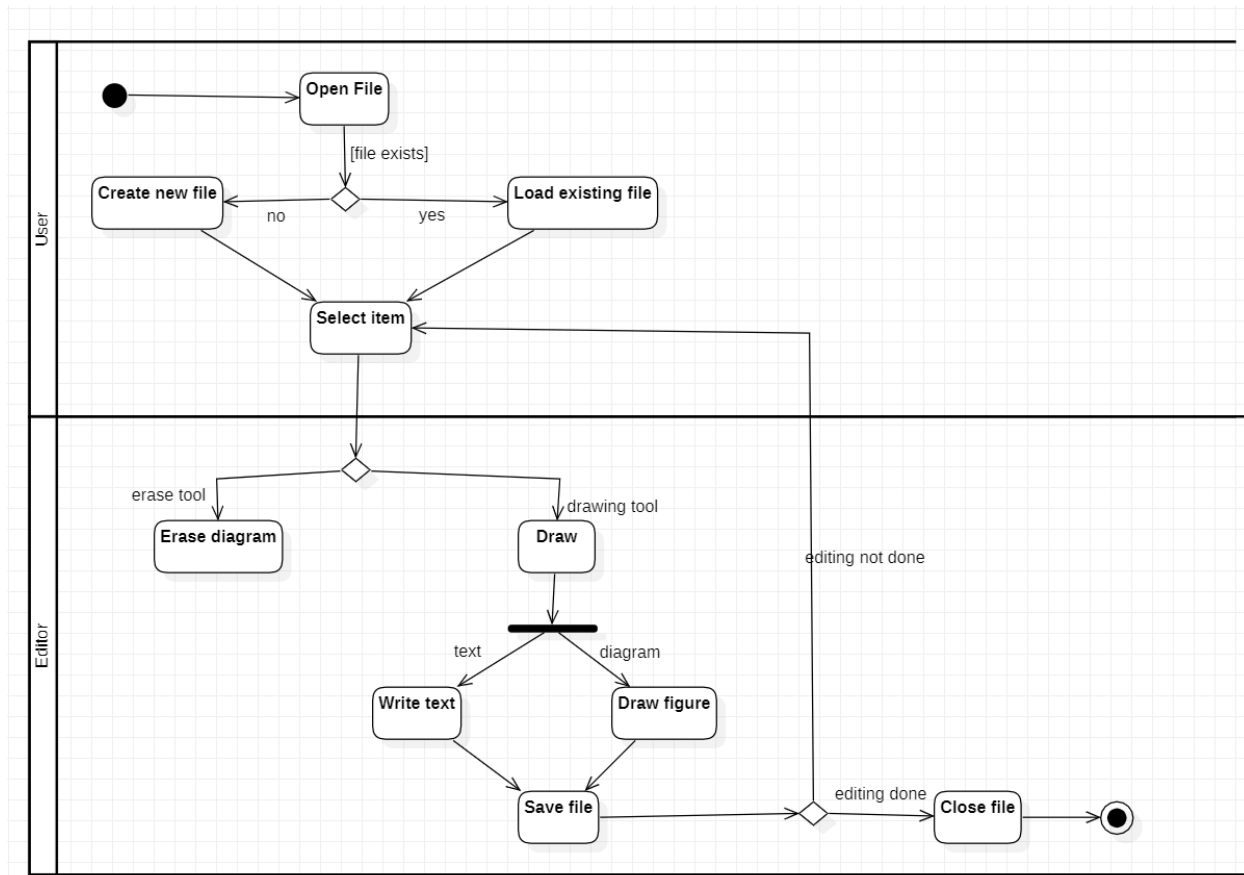 Open File
[file exists]
Create new file
Load existing file
no
yes
User
Select item
erase tool
drawing tool
Erase diagram
Draw
editing not done
Editor
text
diagram
Write text
Draw figure
Save file
editing done
Close file